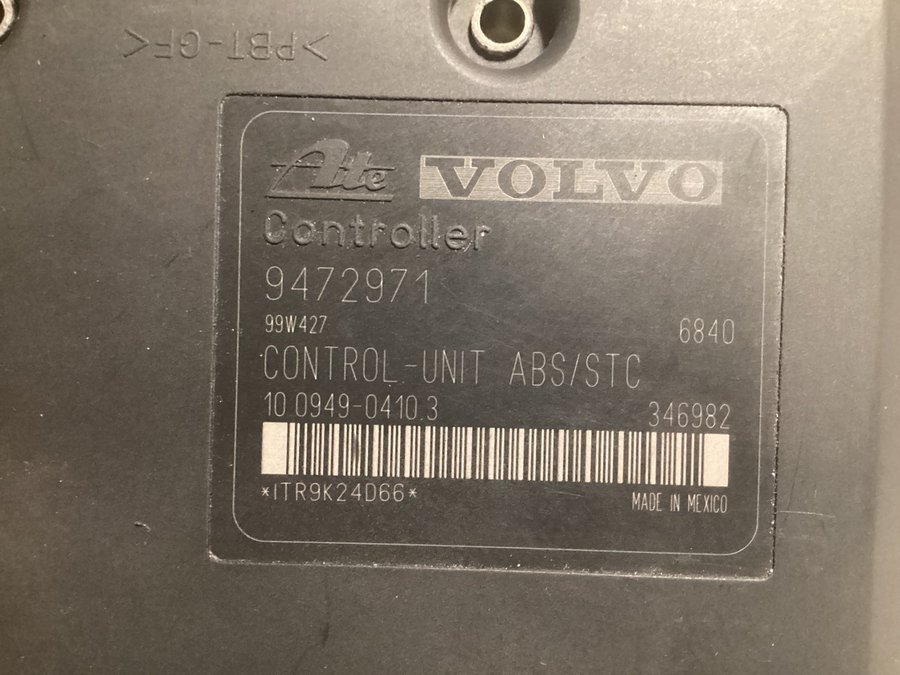 >PBT-GF<
Ate VOLVO
Controller
9472971
99W427 6840
CONTROL-UNIT ABS/STC
10.0949-0410.3 346982
*ITR9K24D66* MADE IN MEXICO